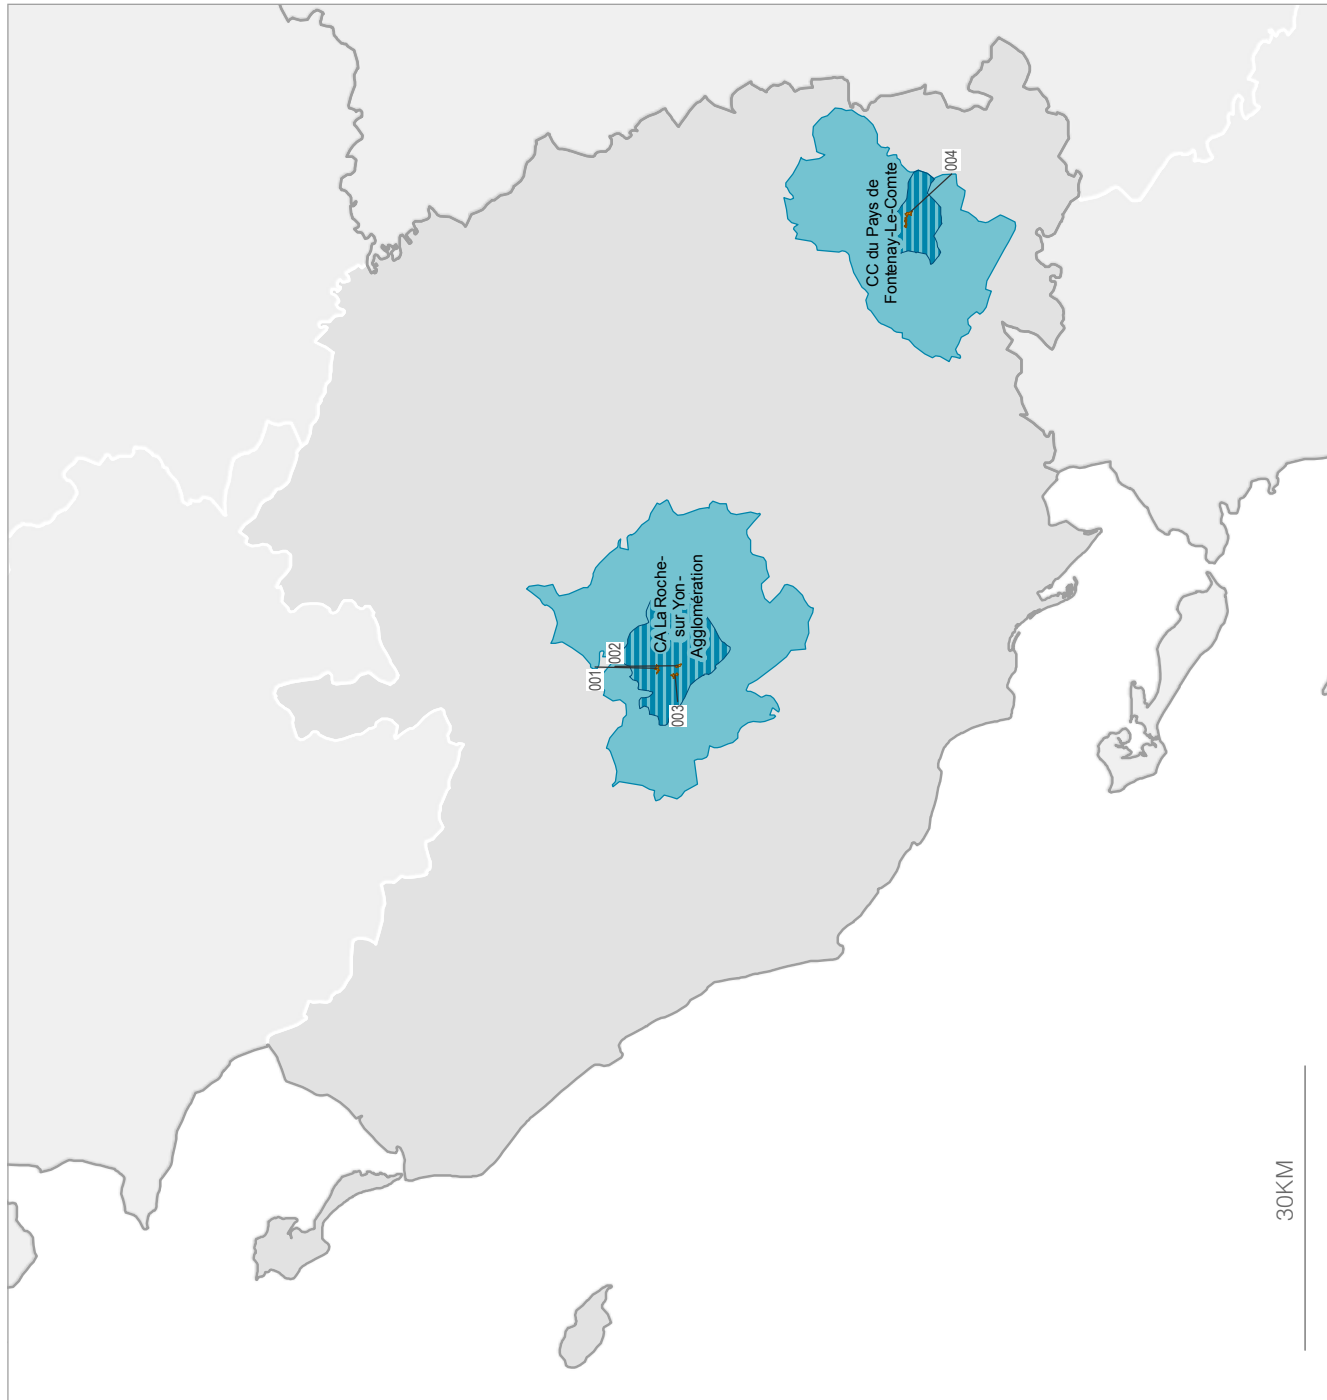 001
002
003
CA La Roche-
sur Yon -
Agglomération
CC du Pays de
Fontenay-Le-Comte
004
30KM